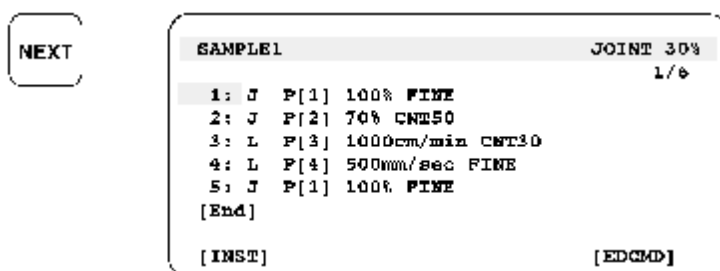 NEXT
SAMPLE1 JOINT 30%
1/6
1: J P[1] 100% FINE
2: J P[2] 70% CNT50
3: L P[3] 1000cm/min CNT30
4: L P[4] 500mm/sec FINE
5: J P[1] 100% FINE
[End]
[INST] [EDCMD]